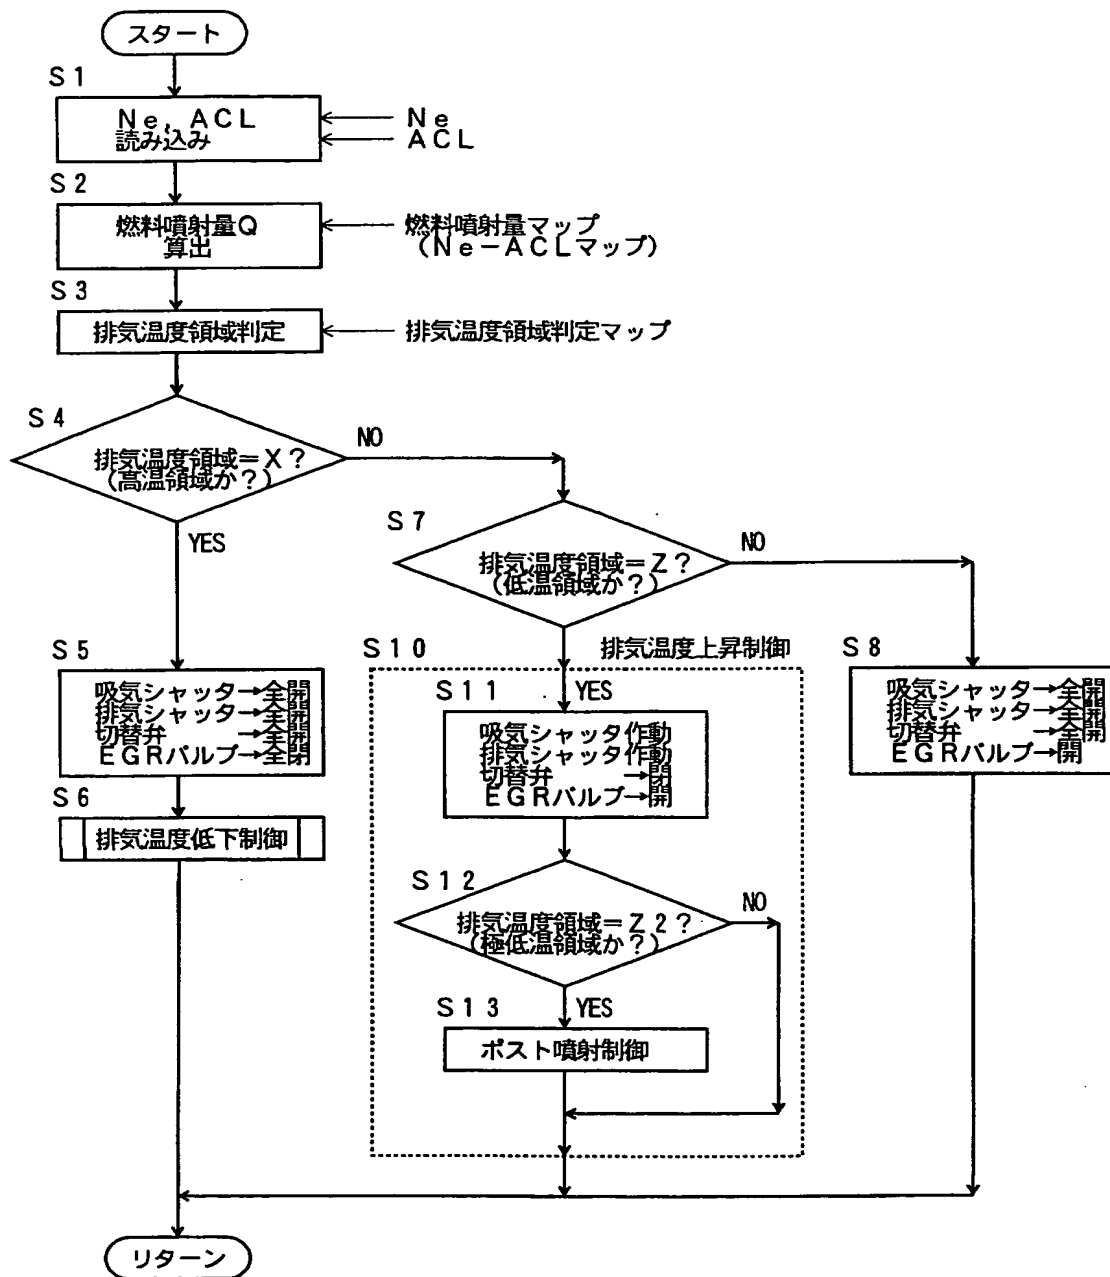 スタート
S1
Ne, ACL
読み込み
Ne
ACL
S2
燃料噴射量Q
算出
燃料噴射量マップ
(Ne-ACLマップ)
S3
排気温度領域判定
排気温度領域判定マップ
S4
排気温度領域=X?
(高温領域か?)
NO
YES
S7
排気温度領域=Z?
(低温領域か?)
NO
S5
吸気シャッタ→全開
排気シャッタ→全開
切替弁 →全開
EGRバルブ→全閉
S6
排気温度低下制御
S10
排気温度上昇制御
YES
S11
吸気シャッタ作動
排気シャッタ作動
切替弁 →閉
EGRバルブ→開
S12
排気温度領域=Z2?
(極低温領域か?)
NO
YES
S13
ポスト噴射制御
S8
吸気シャッタ→全開
排気シャッタ→全開
切替弁 →全開
EGRバルブ→開
リターン